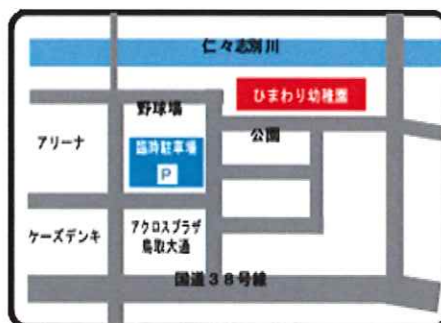 仁々志別川
ひまわり幼稚園
野球場
公園
アリーナ
臨時駐車場
P
ケーズデンキ
アクロスプラザ
鳥取大通
国道38号線